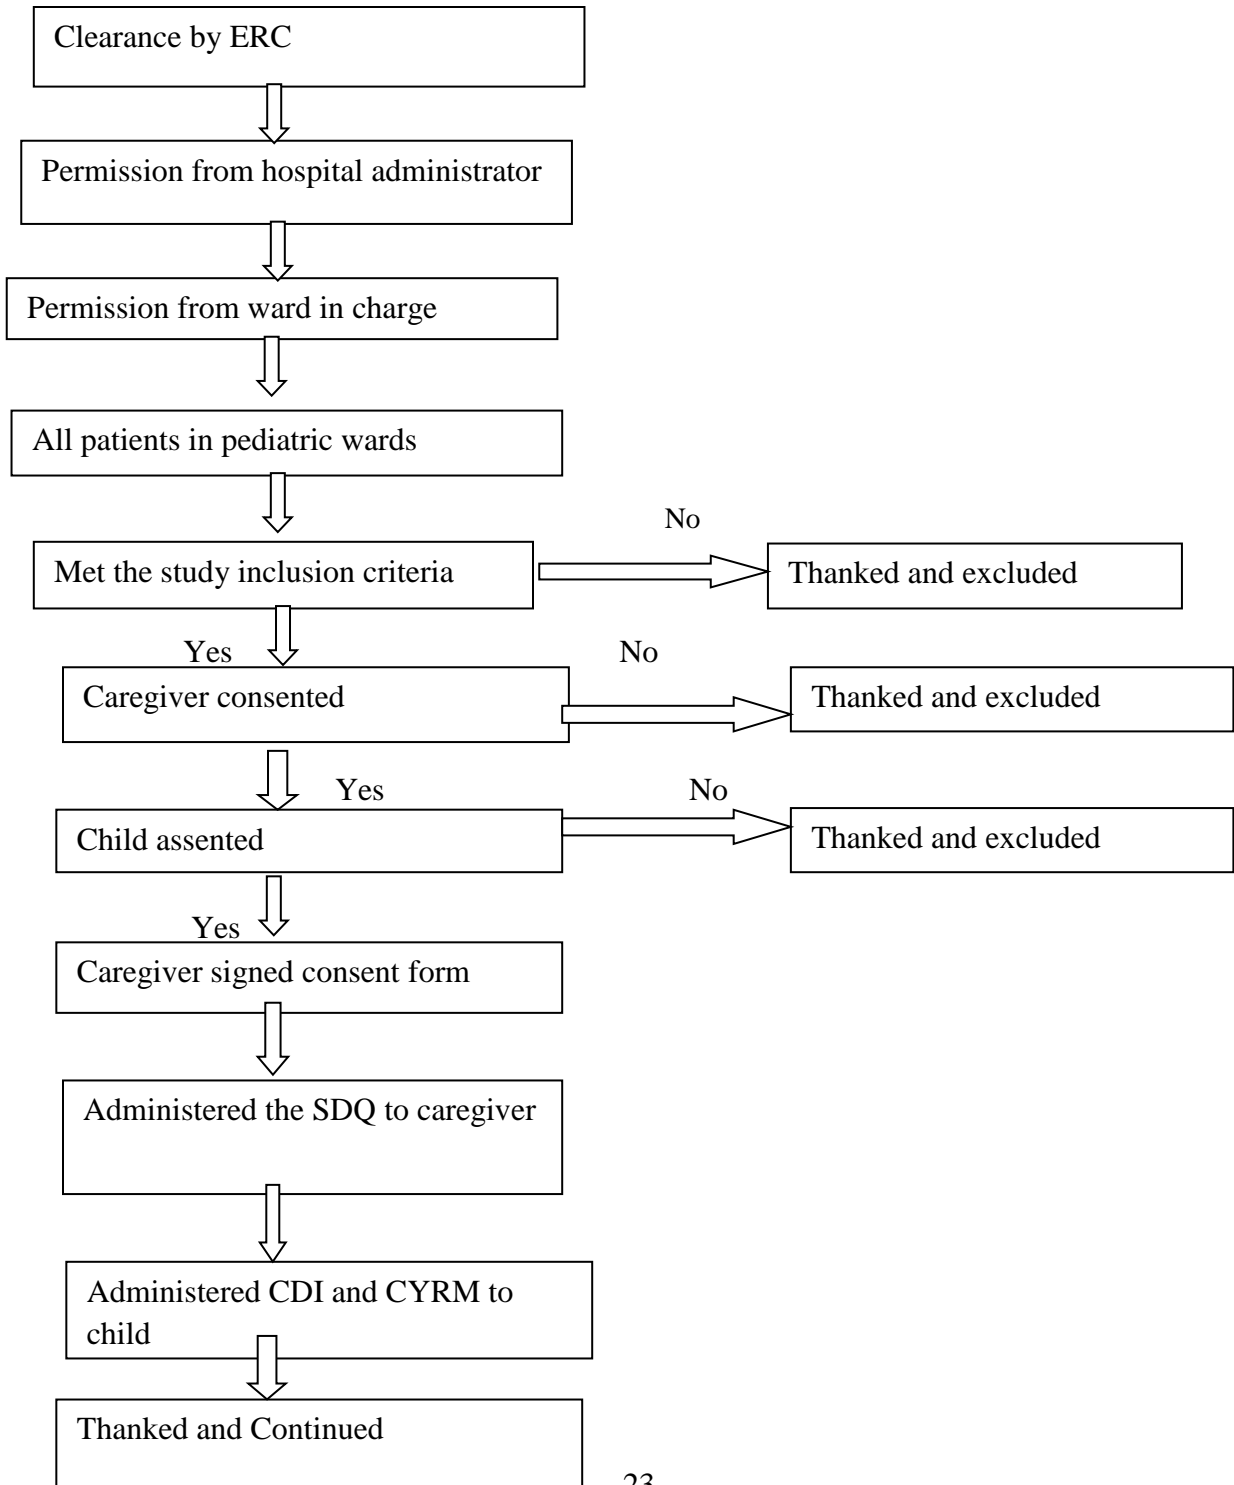 Clearance by ERC
Permission from hospital administrator
Permission from ward in charge
All patients in pediatric wards
No
Met the study inclusion criteria
Thanked and excluded
Yes
No
Caregiver consented
Thanked and excluded
Yes
No
Child assented
Thanked and excluded
Yes
Caregiver signed consent form
Administered the SDQ to caregiver
Administered CDI and CYRM to
child
Thanked and Continued
23